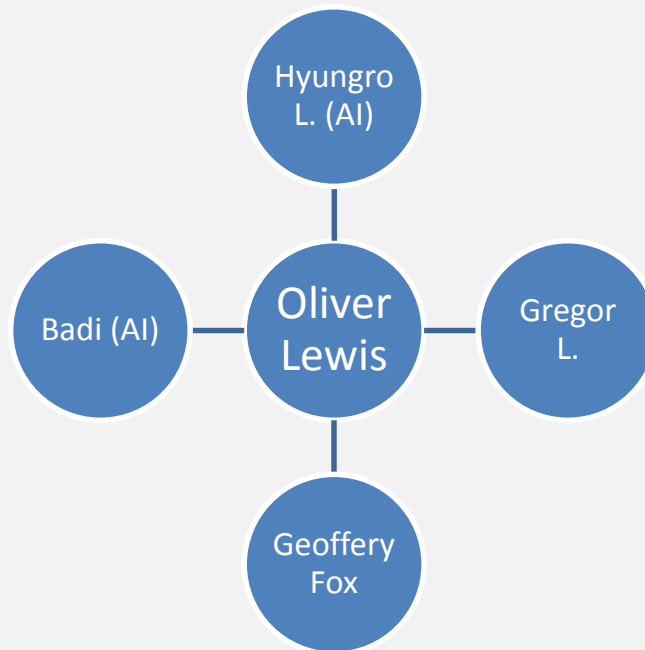 Hyungro
L. (AI)
Badi (AI)
Oliver
Lewis
Gregor
L.
Geoffery
Fox